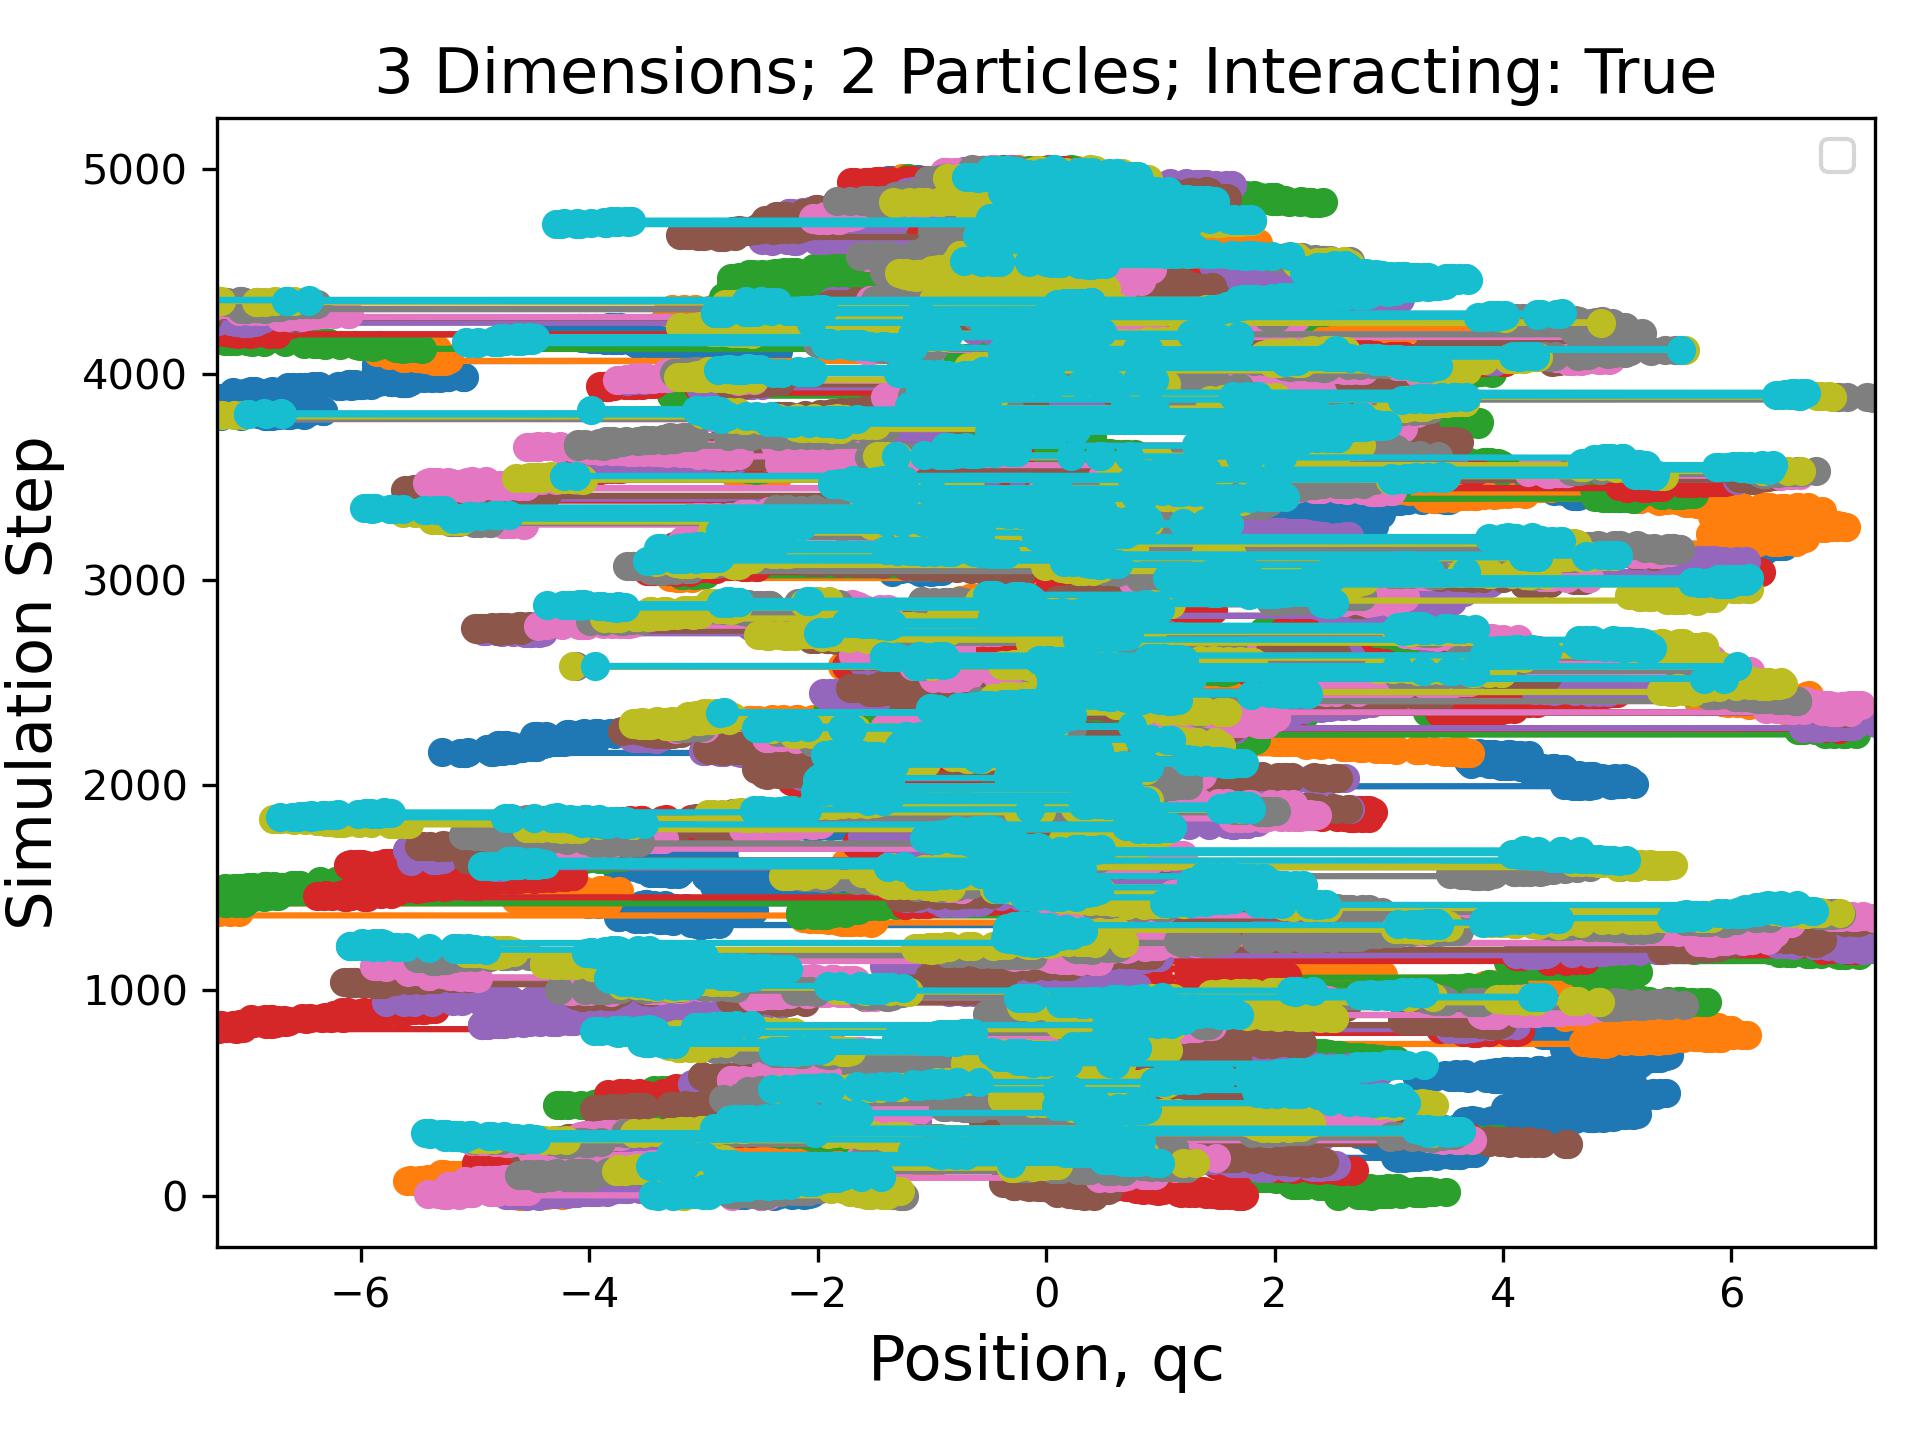 3 Dimensions; 2 Particles; Interacting: True
Simulation Step
5000
4000
3000
2000
1000
0
−6 −4 −2 0 2 4 6
Position, qc